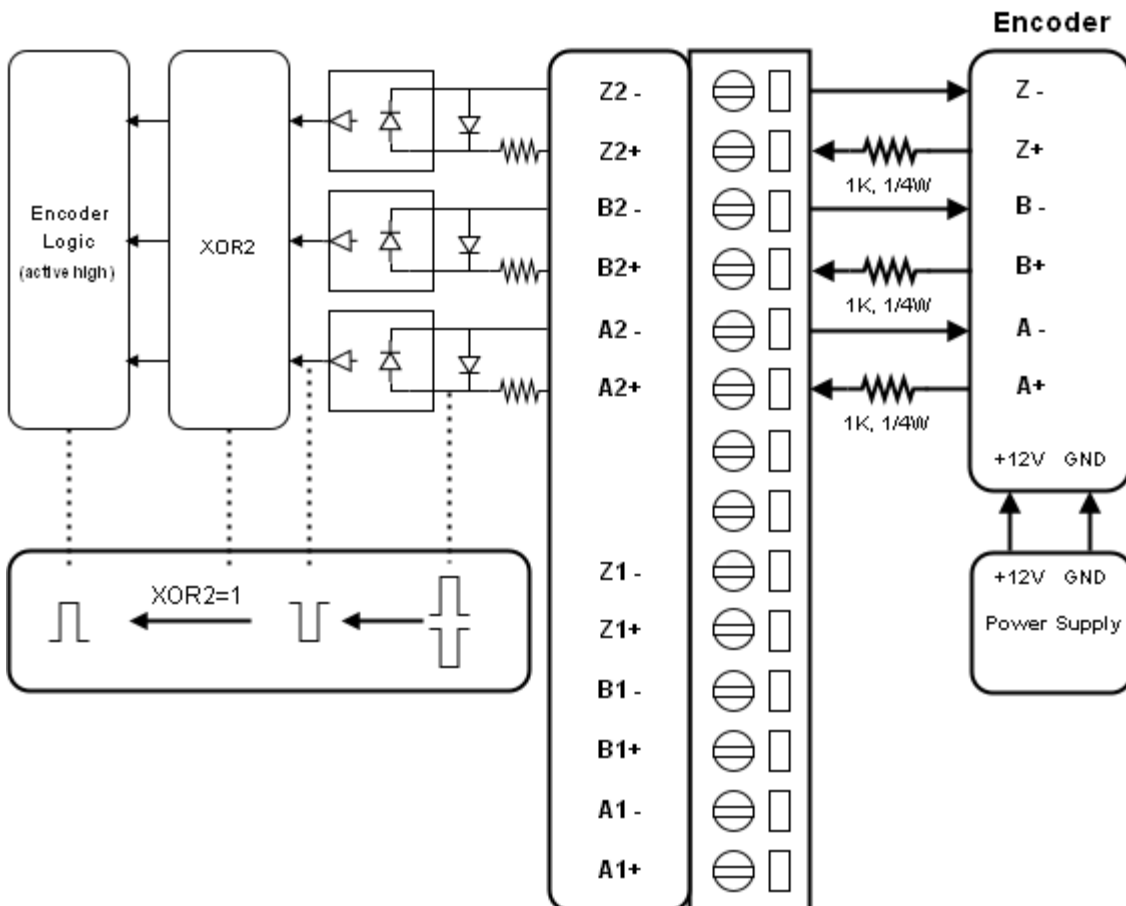 Encoder
Encoder
Logic
(active high)
XOR2
Z2 -
Z2+
B2 -
B2+
A2 -
A2+
Z1 -
Z1+
B1 -
B1+
A1 -
A1+
1K, 1/4W
1K, 1/4W
1K, 1/4W
Z -
Z+
B -
B+
A -
A+
+12V GND
+12V GND
Power Supply
XOR2=1